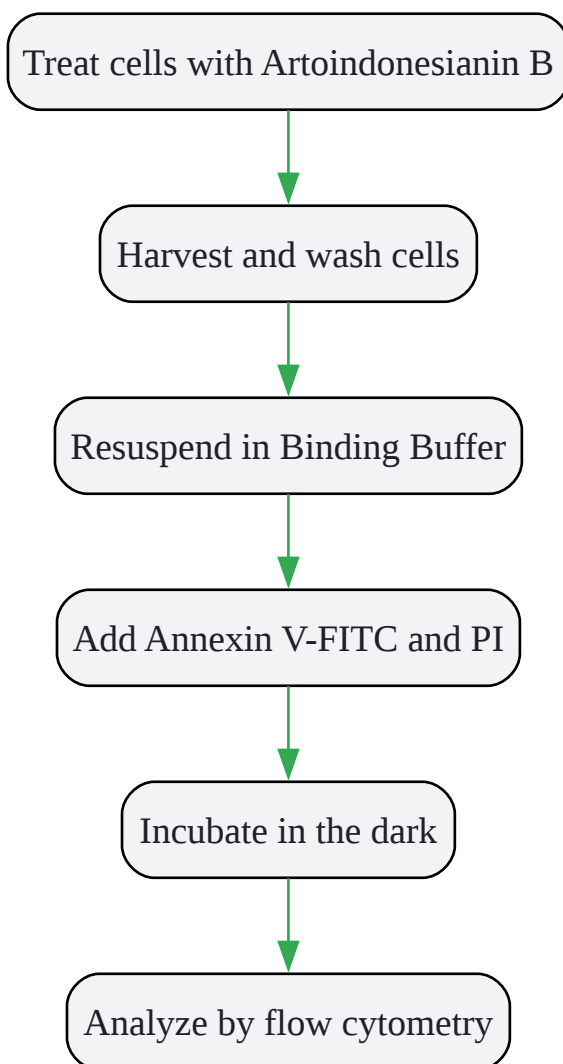 Treat cells with Artoindonesianin B
Harvest and wash cells
Resuspend in Binding Buffer
Add Annexin V-FITC and PI
Incubate in the dark
Analyze by flow cytometry